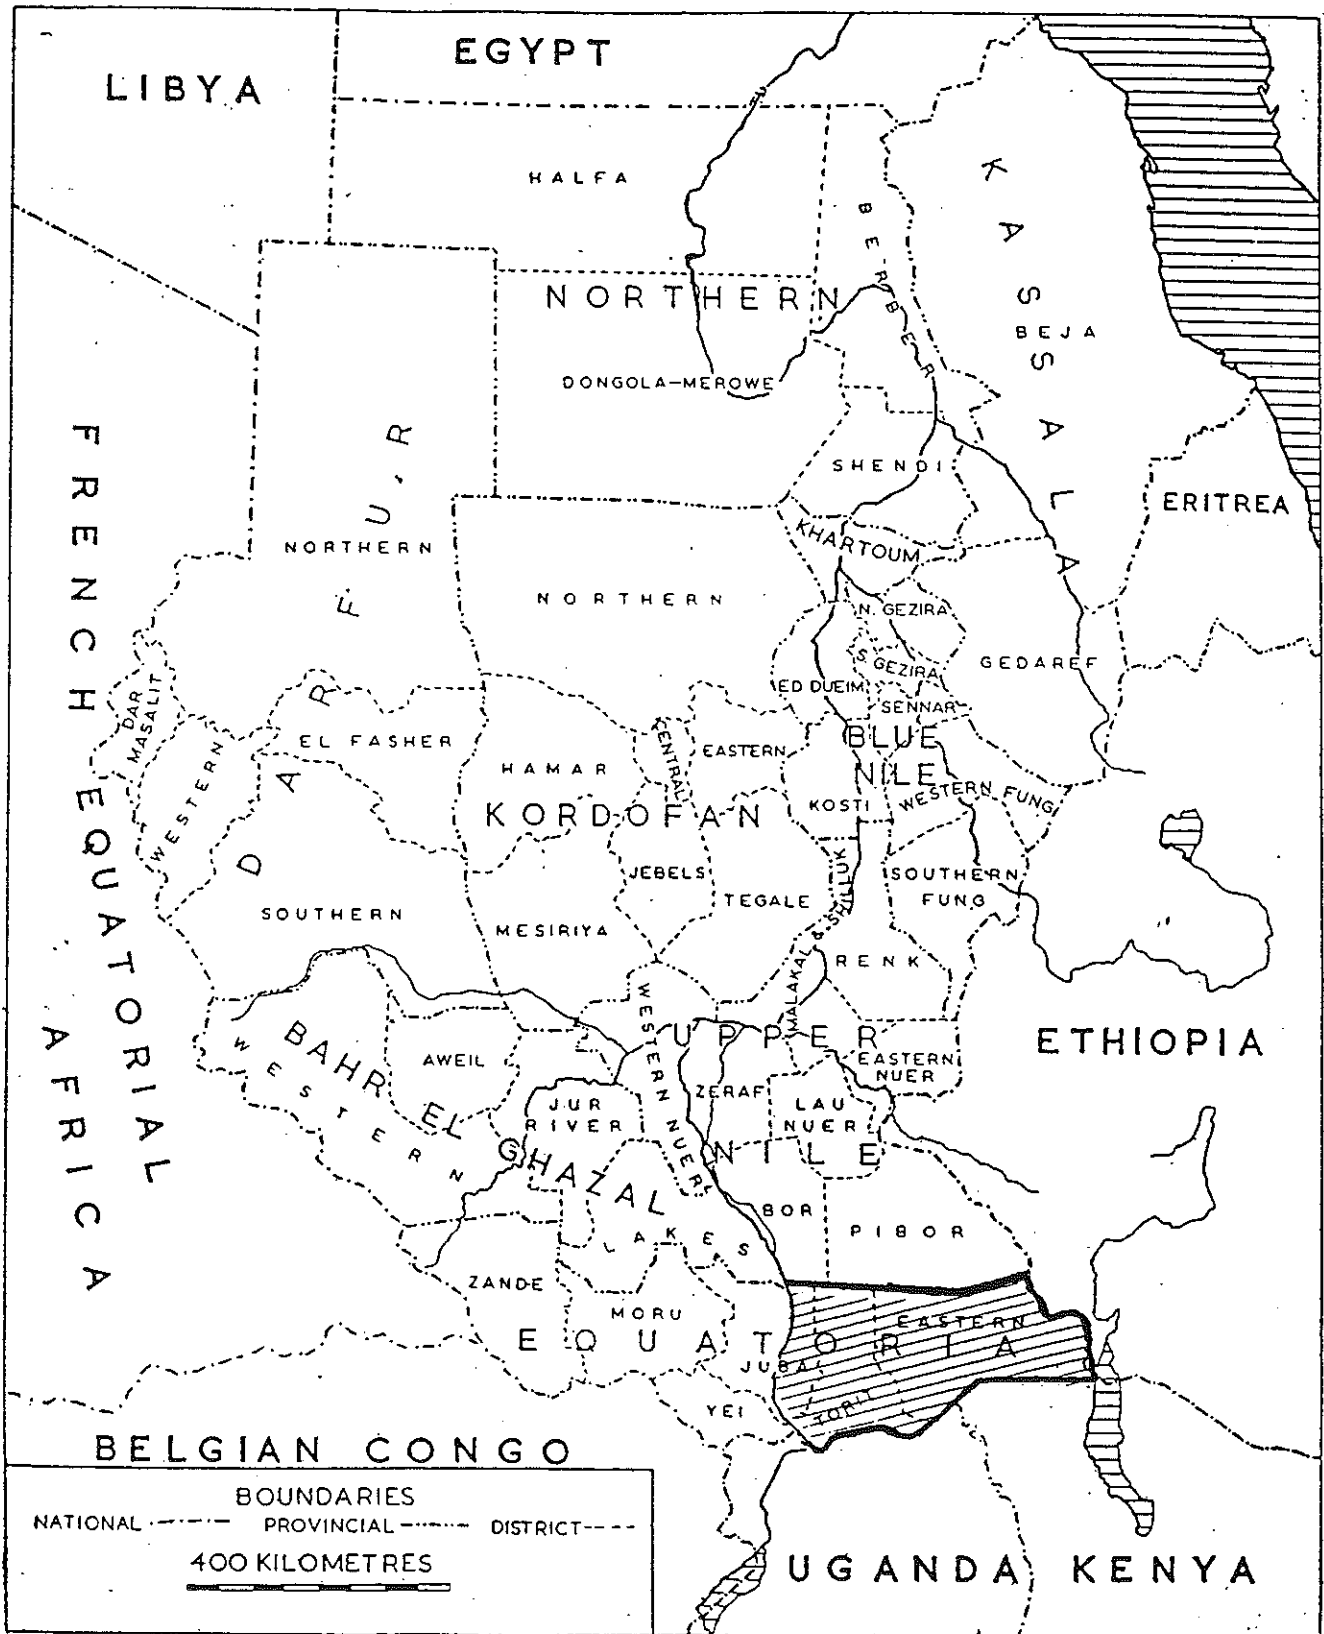 EGYPT
LIBYA
HALFA
KASSALA
BERBER
NORTHERN
BEJA
DONGOLA-MEROWE
FRENCH EQUATORIAL AFRICA
DARFUR
SHENDI
ERITREA
KHARTOUM
NORTHERN
NORTHERN
N. GEZIRA
S. GEZIRA
GEDAREF
ED DUEIM
SENNAR
DAR
MASALIT
WESTERN
EL FASHER
HAMAR
CENTRAL
EASTERN
BLUE
NILE
KOSTI
WESTERN FUNG
KORDOFAN
JEBELS
TEGALE
SOUTHERN
FUNG
SOUTHERN
MESIRIYA
MALAKAL & SHILLUK
RENK
WESTERN NUER
UPPER
NILE
ETHIOPIA
BAHR EL GHAZAL
WESTERN
AWEIL
EASTERN
NUER
ZERAF
LAU
NUER
JUR
RIVER
BOR
PIBOR
LAKES
ZANDE
MORU
EASTERN
EQUATORIA
JUBA
TORIT
YEI
BELGIAN CONGO
BOUNDARIES
NATIONAL PROVINCIAL DISTRICT
400 KILOMETRES
UGANDA KENYA